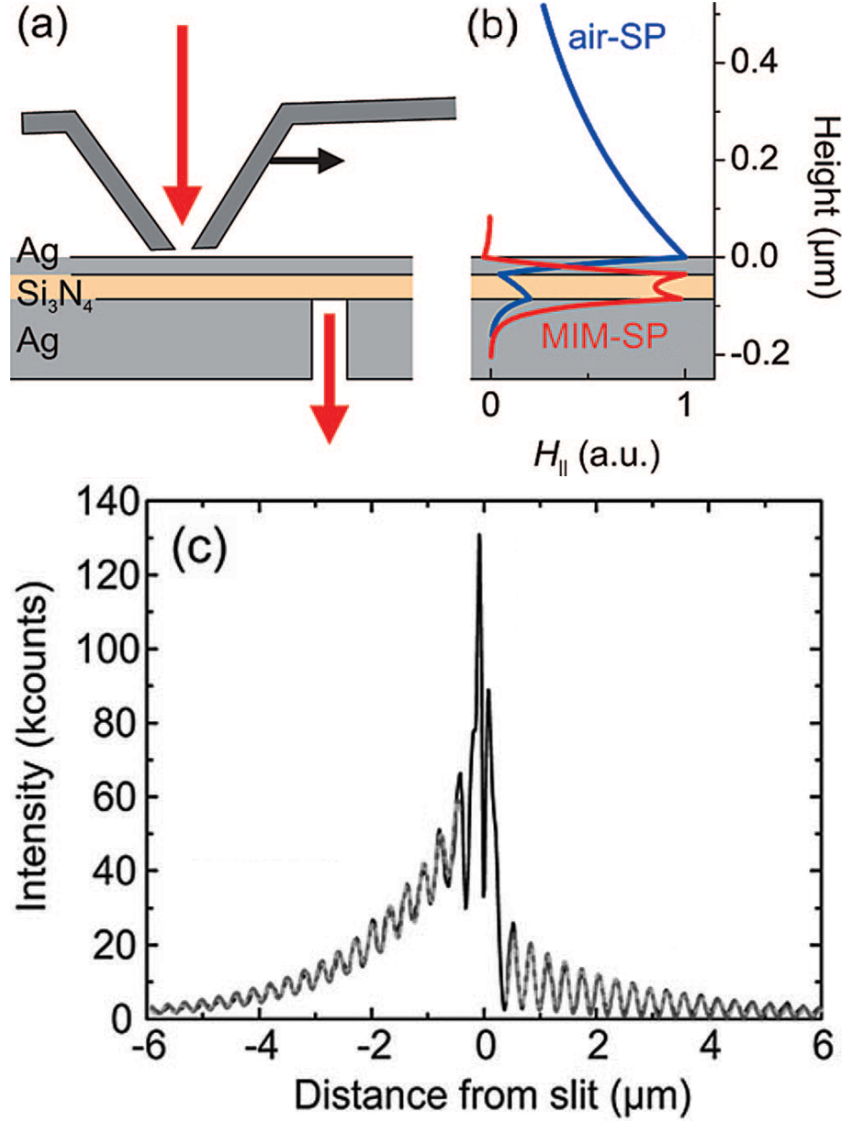 (a)
Ag
Si₃N₄
Ag
(b)
air-SP
MIM-SP
0.4
0.2
0.0
-0.2
Height (μm)
0
1
H|| (a.u.)
(c)
140
120
100
80
60
40
20
0
Intensity (kcounts)
-6
-4
-2
0
2
4
6
Distance from slit (μm)